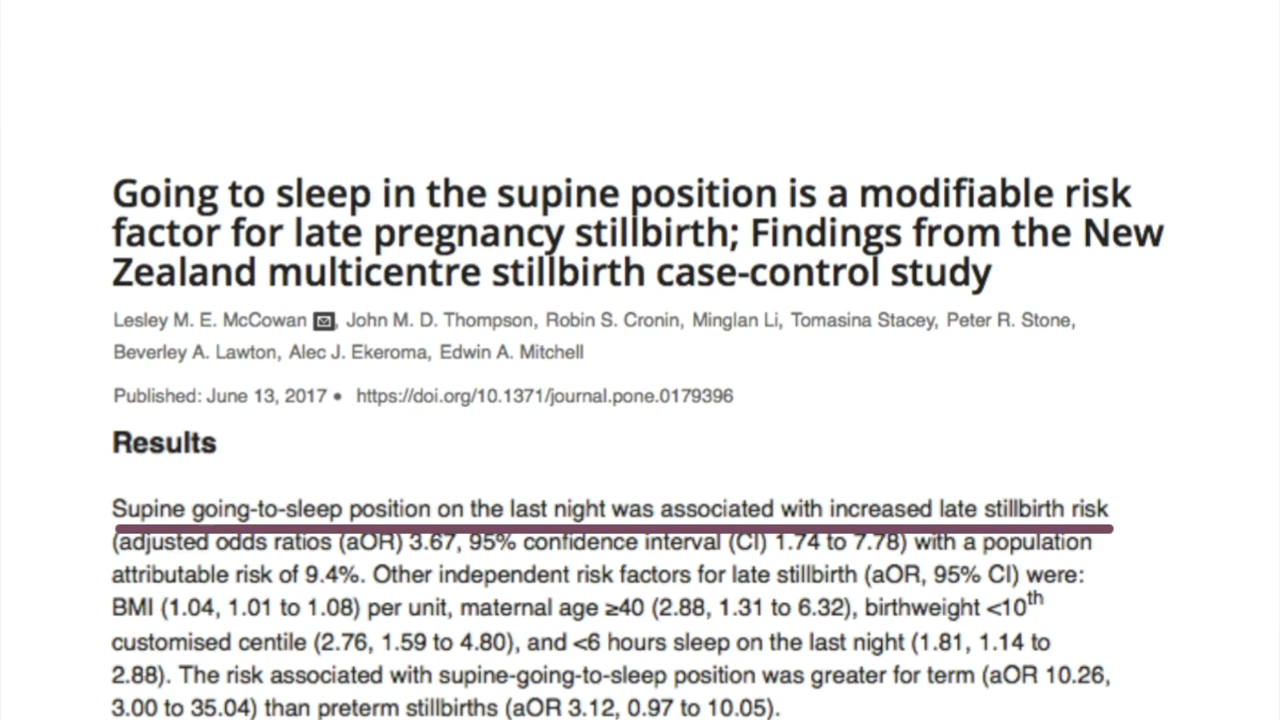 Going to sleep in the supine position is a modifiable risk
factor for late pregnancy stillbirth; Findings from the New
Zealand multicentre stillbirth case-control study
Lesley M. E. McCowan , John M. D. Thompson, Robin S. Cronin, Minglan Li, Tomasina Stacey, Peter R. Stone,
Beverley A. Lawton, Alec J. Ekeroma, Edwin A. Mitchell
Published: June 13, 2017 • https://doi.org/10.1371/journal.pone.0179396
Results
Supine going-to-sleep position on the last night was associated with increased late stillbirth risk
(adjusted odds ratios (aOR) 3.67, 95% confidence interval (CI) 1.74 to 7.78) with a population
attributable risk of 9.4%. Other independent risk factors for late stillbirth (aOR, 95% CI) were:
BMI (1.04, 1.01 to 1.08) per unit, maternal age ≥40 (2.88, 1.31 to 6.32), birthweight <10th
customised centile (2.76, 1.59 to 4.80), and <6 hours sleep on the last night (1.81, 1.14 to
2.88). The risk associated with supine-going-to-sleep position was greater for term (aOR 10.26,
3.00 to 35.04) than preterm stillbirths (aOR 3.12, 0.97 to 10.05).